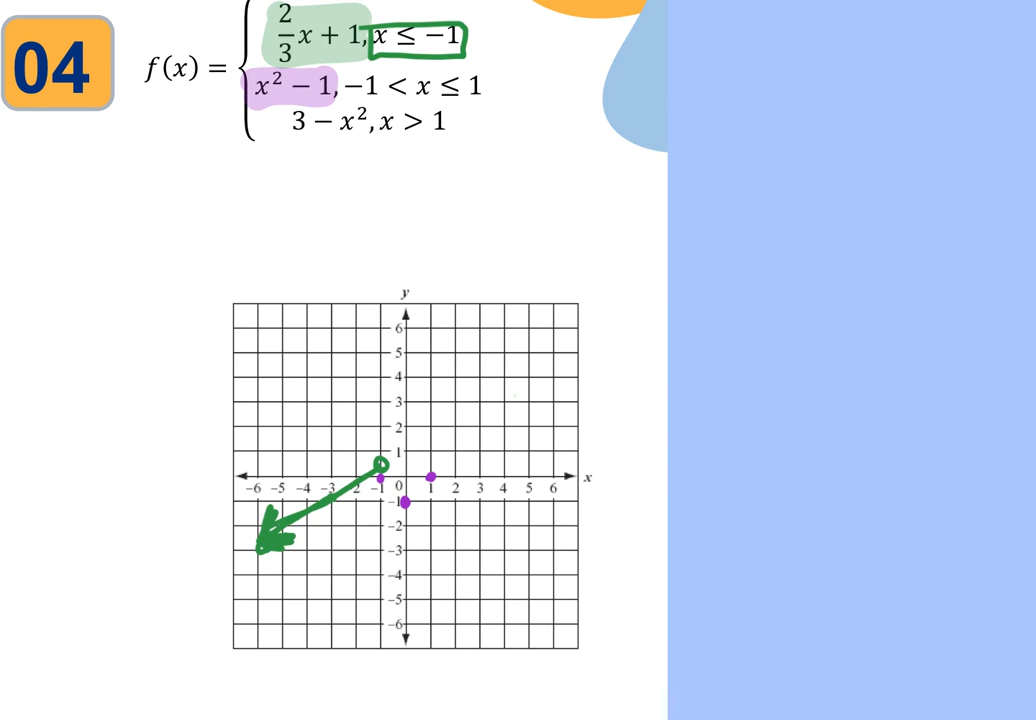 04
f(x) = { 2/3 x + 1, x ≤ −1
x² − 1, −1 < x ≤ 1
3 − x², x > 1
y
6
5
4
3
2
1
−6 −5 −4 −3 2 −1 0 1 2 3 4 5 6 x
−1
−2
−3
−4
−5
−6